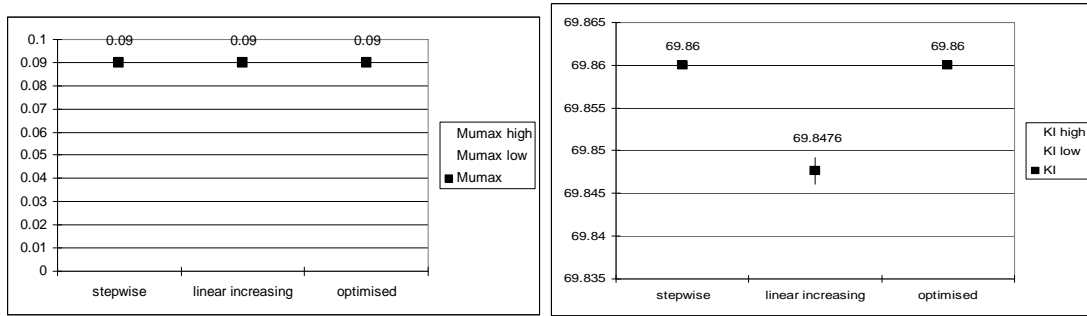 0.1
0.09
0.08
0.07
0.06
0.05
0.04
0.03
0.02
0.01
0
0.09 0.09 0.09
stepwise linear increasing optimised
Mumax high
Mumax low
Mumax
69.865
69.86
69.855
69.85
69.845
69.84
69.835
69.86 69.86
69.8476
stepwise linear increasing optimised
KI high
KI low
KI